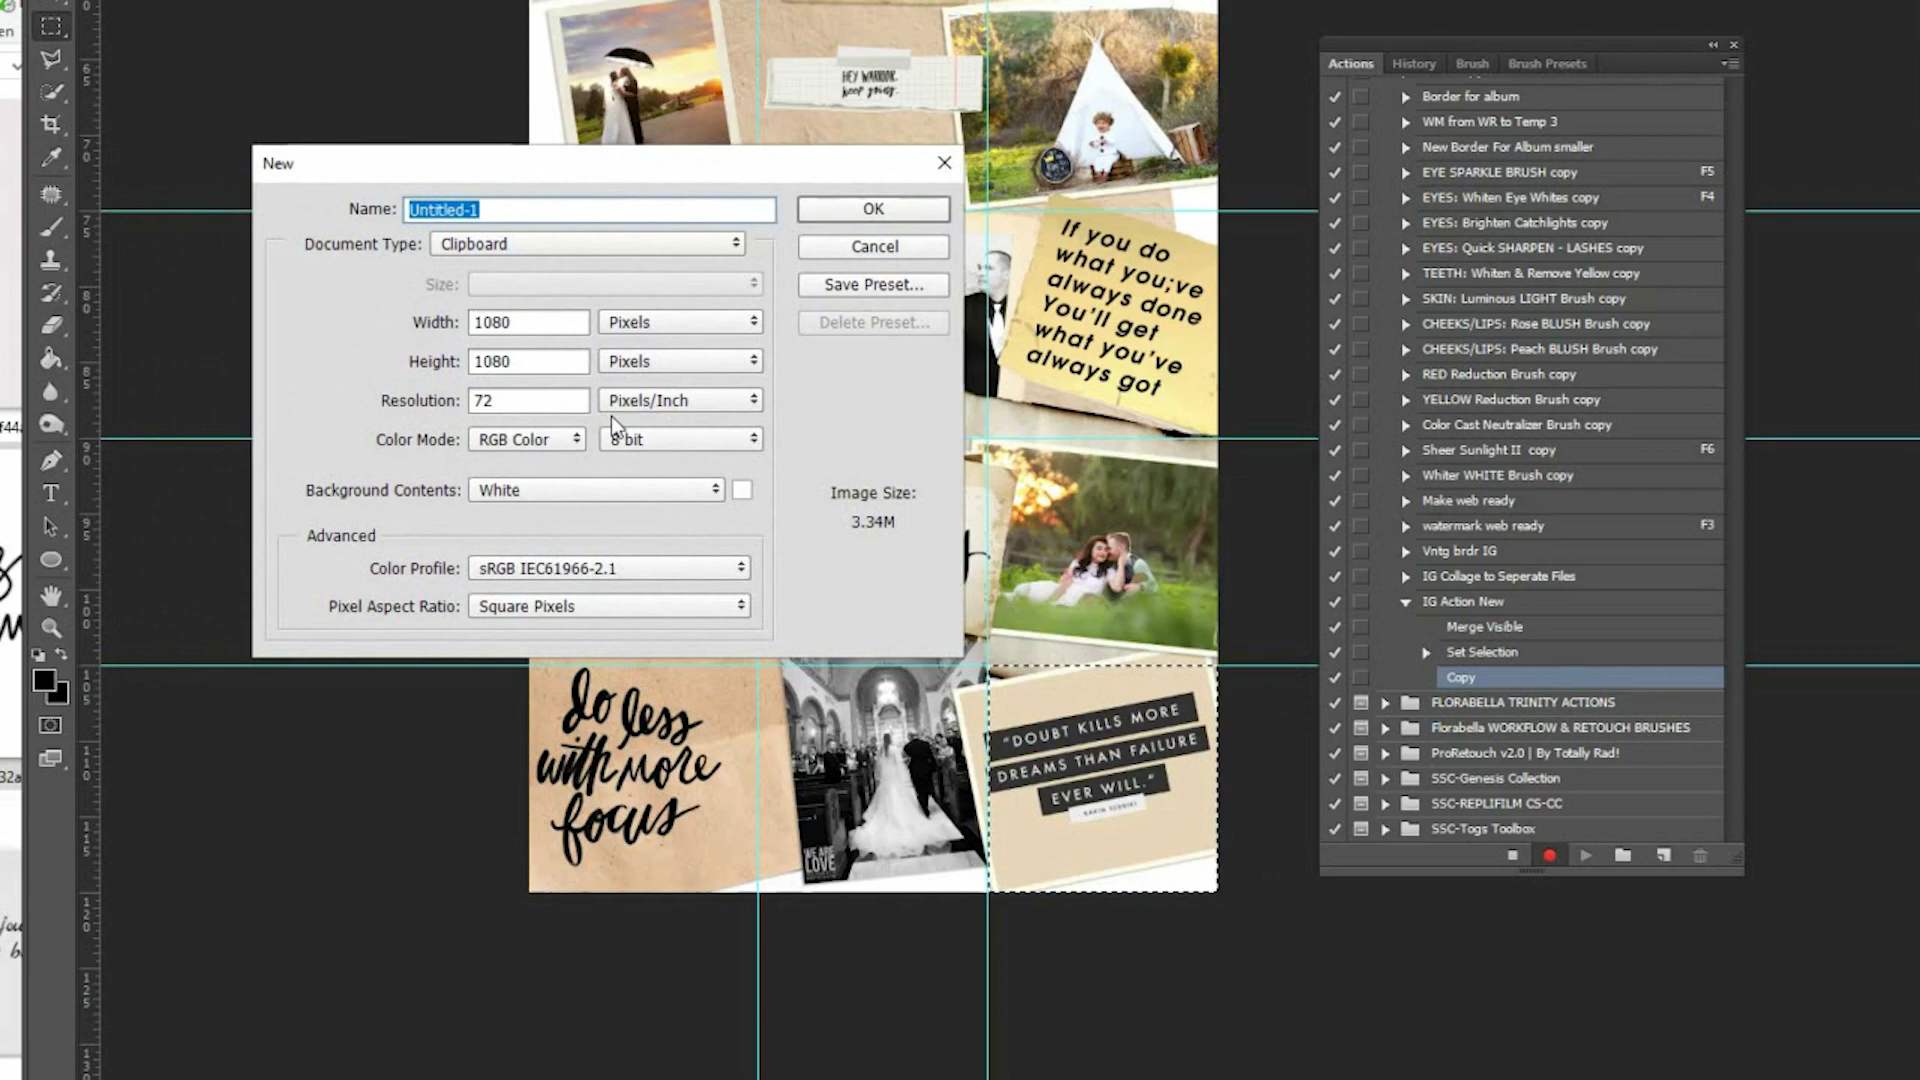 en
f44a
32a
HEY WARRIOR,
keep going.
New
Name: Untitled-1
OK
Document Type: Clipboard
Cancel
Size:
Save Preset...
Width: 1080 Pixels
Delete Preset...
Height: 1080 Pixels
Resolution: 72 Pixels/Inch
Color Mode: RGB Color 8 bit
Background Contents: White
Image Size:
3.34M
Advanced
Color Profile: sRGB IEC61966-2.1
Pixel Aspect Ratio: Square Pixels
If you do
what you;ve
always done
You'll get
what you've
always got
do less
with more
focus
WE ARE
LOVE
"DOUBT KILLS MORE
DREAMS THAN FAILURE
EVER WILL."
Actions History Brush Brush Presets
Border for album
WM from WR to Temp 3
New Border For Album smaller
EYE SPARKLE BRUSH copy F5
EYES: Whiten Eye Whites copy F4
EYES: Brighten Catchlights copy
EYES: Quick SHARPEN - LASHES copy
TEETH: Whiten & Remove Yellow copy
SKIN: Luminous LIGHT Brush copy
CHEEKS/LIPS: Rose BLUSH Brush copy
CHEEKS/LIPS: Peach BLUSH Brush copy
RED Reduction Brush copy
YELLOW Reduction Brush copy
Color Cast Neutralizer Brush copy
Sheer Sunlight II copy F6
Whiter WHITE Brush copy
Make web ready
watermark web ready F3
Vntg brdr IG
IG Collage to Seperate Files
IG Action New
Merge Visible
Set Selection
Copy
FLORABELLA TRINITY ACTIONS
Florabella WORKFLOW & RETOUCH BRUSHES
ProRetouch v2.0 | By Totally Rad!
SSC-Genesis Collection
SSC-REPLIFILM CS-CC
SSC-Togs Toolbox